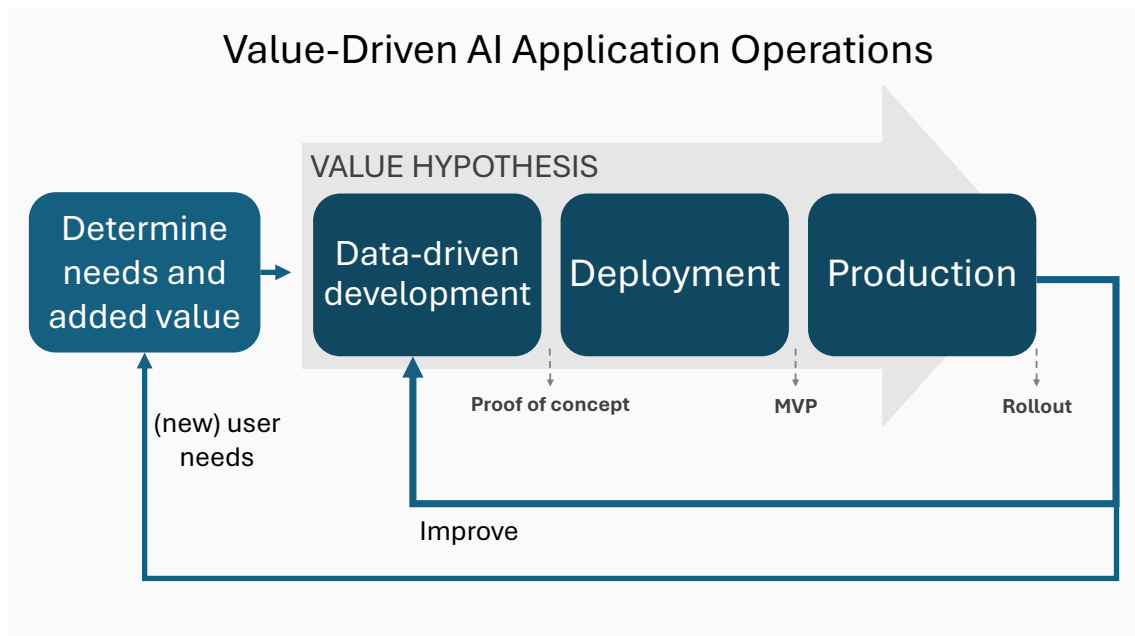 Value-Driven AI Application Operations
VALUE HYPOTHESIS
Determine
needs and
added value
Data-driven
development
Deployment
Production
Proof of concept
MVP
Rollout
(new) user
needs
Improve